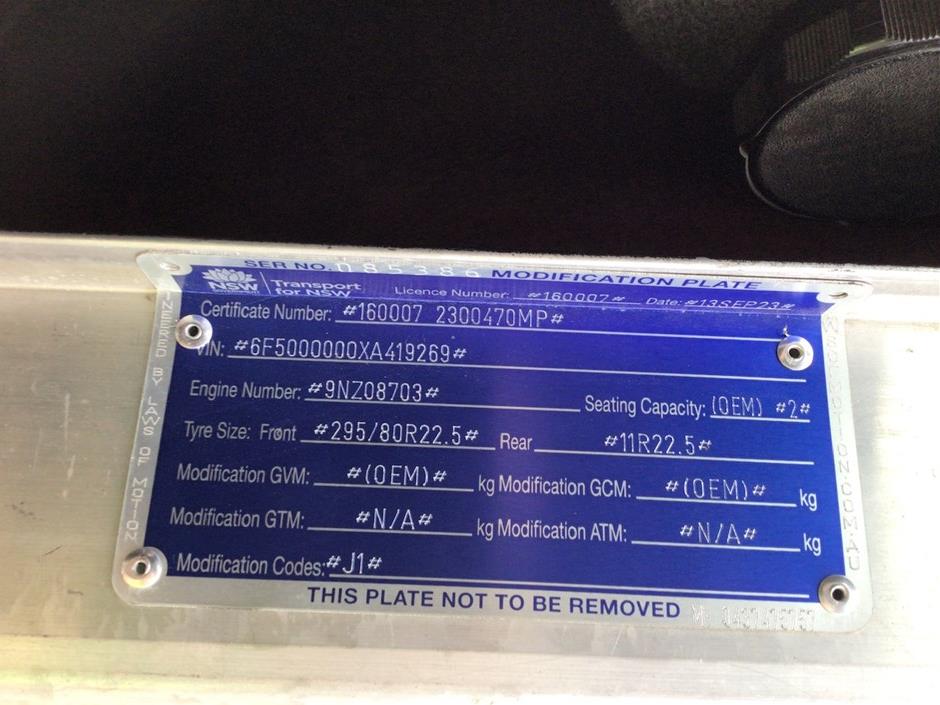 SER NO. 085386 MODIFICATION PLATE
NSW Transport for NSW Licence Number: #160007# Date: #13SEP23#
Certificate Number: #160007 2300470MP#
VIN: #6F5000000XA419269#
Engine Number: #9NZ08703# Seating Capacity: (OEM) #2#
Tyre Size: Front #295/80R22.5# Rear #11R22.5#
Modification GVM: #(OEM)# kg Modification GCM: #(OEM)# kg
Modification GTM: #N/A# kg Modification ATM: #N/A# kg
Modification Codes: #J1#
THIS PLATE NOT TO BE REMOVED
BY LAWS OF MOTION